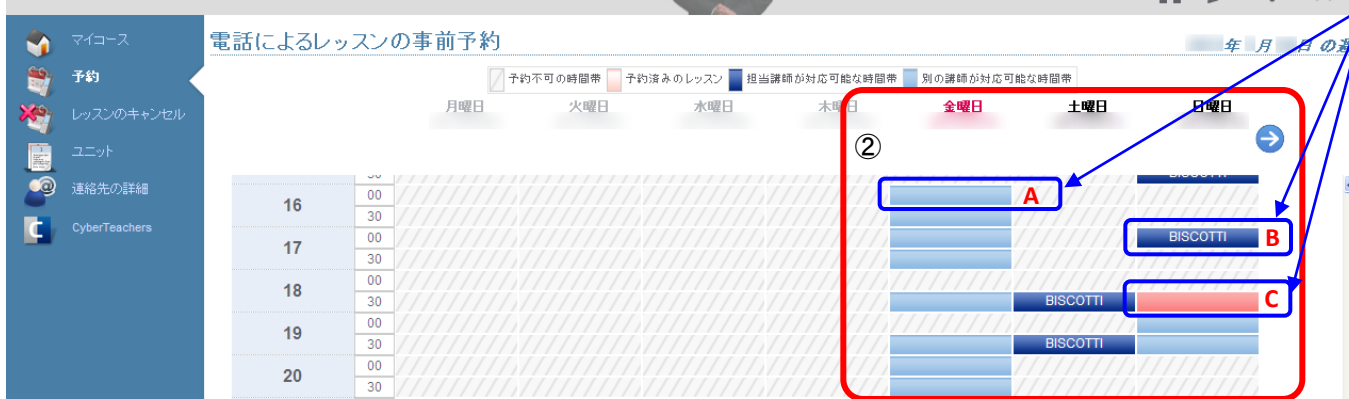 マイコース
予約
レッスンのキャンセル
ユニット
連絡先の詳細
CyberTeachers
電話によるレッスンの事前予約
年 月 日 の
予約不可の時間帯 予約済みのレッスン 担当講師が対応可能な時間帯 別の講師が対応可能な時間帯
月曜日 火曜日 水曜日 木曜日 金曜日 土曜日 日曜日
②
30 BISCOTTI
16 00 A
30
17 00 BISCOTTI B
30
18 00
30 BISCOTTI C
19 00
30 BISCOTTI
20 00
30